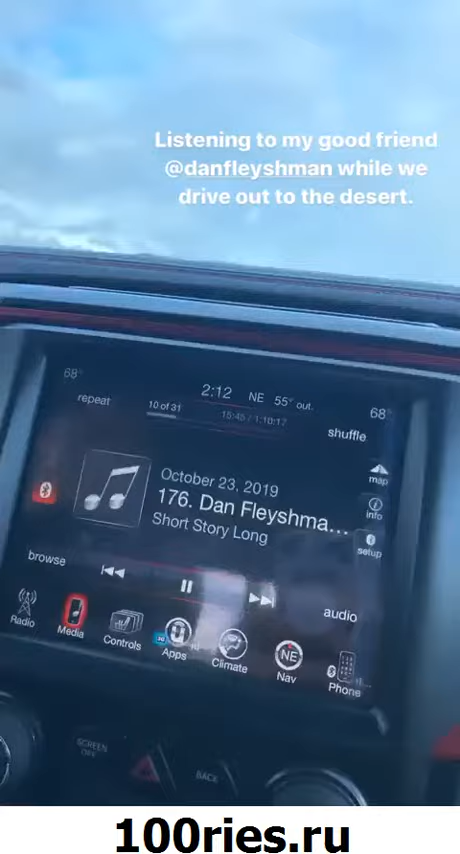 Listening to my good friend
@danfleyshman while we
drive out to the desert.
68°
2:12 NE 55° out.
68°
repeat
10 of 31
15:45 / 1:10:17
shuffle
map
October 23, 2019
176. Dan Fleyshma...
Short Story Long
info
setup
browse
audio
Radio
Media
Controls
Apps
Climate
NE
Nav
Phone
SCREEN
OFF
BACK
100ries.ru